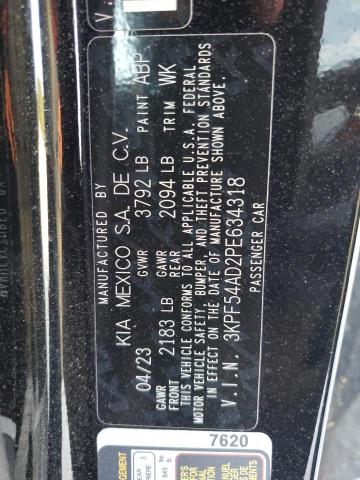 MANUFACTURED BY
KIA MEXICO S.A. DE C.V.
04/23 GVWR 3792 LB PAINT ABP
GAWR FRONT 2183 LB GAWR REAR 2094 LB TRIM WK
THIS VEHICLE CONFORMS TO ALL APPLICABLE U.S.A. FEDERAL
MOTOR VEHICLE SAFETY, BUMPER, AND THEFT PREVENTION STANDARDS
IN EFFECT ON THE DATE OF MANUFACTURE SHOWN ABOVE.
V.I.N. 3KPF54AD2PE634318
PASSENGER CAR
7620